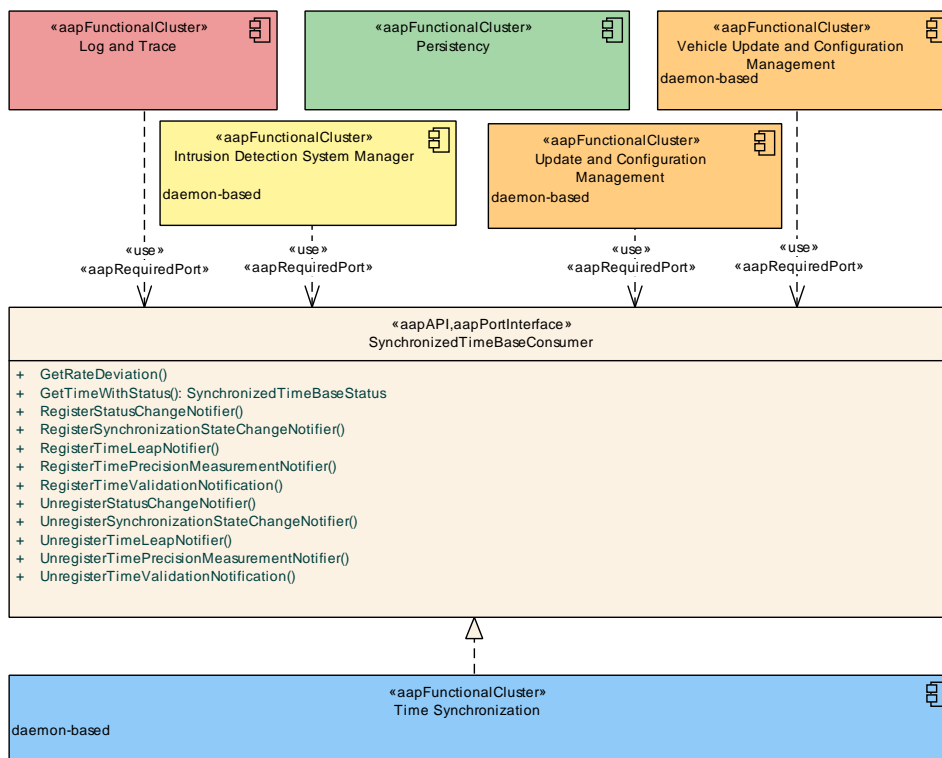 «aapFunctionalCluster»
Log and Trace
«aapFunctionalCluster»
Persistency
«aapFunctionalCluster»
Vehicle Update and Configuration
Management
daemon-based
«aapFunctionalCluster»
Intrusion Detection System Manager
daemon-based
«aapFunctionalCluster»
Update and Configuration
Management
daemon-based
«use»
«aapRequiredPort»
«use»
«aapRequiredPort»
«use»
«aapRequiredPort»
«use»
«aapRequiredPort»
«aapAPI,aapPortInterface»
SynchronizedTimeBaseConsumer
+ GetRateDeviation()
+ GetTimeWithStatus(): SynchronizedTimeBaseStatus
+ RegisterStatusChangeNotifier()
+ RegisterSynchronizationStateChangeNotifier()
+ RegisterTimeLeapNotifier()
+ RegisterTimePrecisionMeasurementNotifier()
+ RegisterTimeValidationNotification()
+ UnregisterStatusChangeNotifier()
+ UnregisterSynchronizationStateChangeNotifier()
+ UnregisterTimeLeapNotifier()
+ UnregisterTimePrecisionMeasurementNotifier()
+ UnregisterTimeValidationNotification()
«aapFunctionalCluster»
Time Synchronization
daemon-based